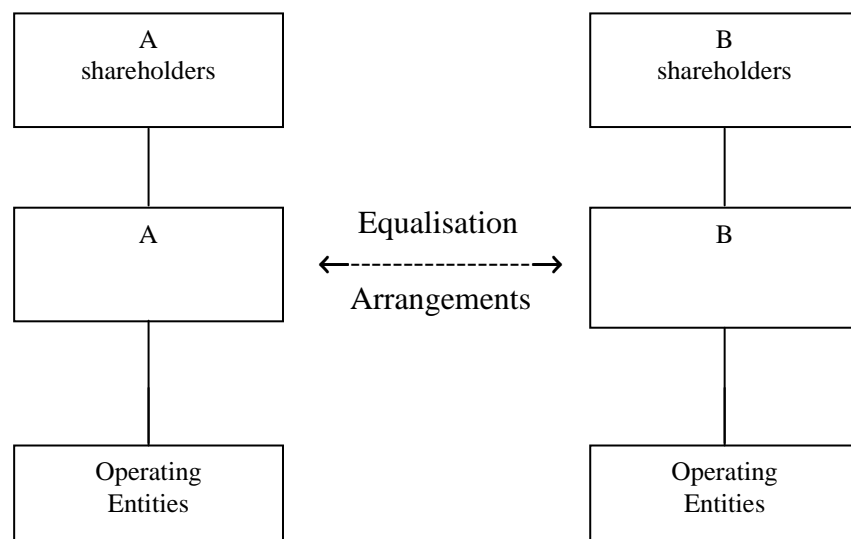 A
shareholders
B
shareholders
A
Equalisation
Arrangements
B
Operating
Entities
Operating
Entities